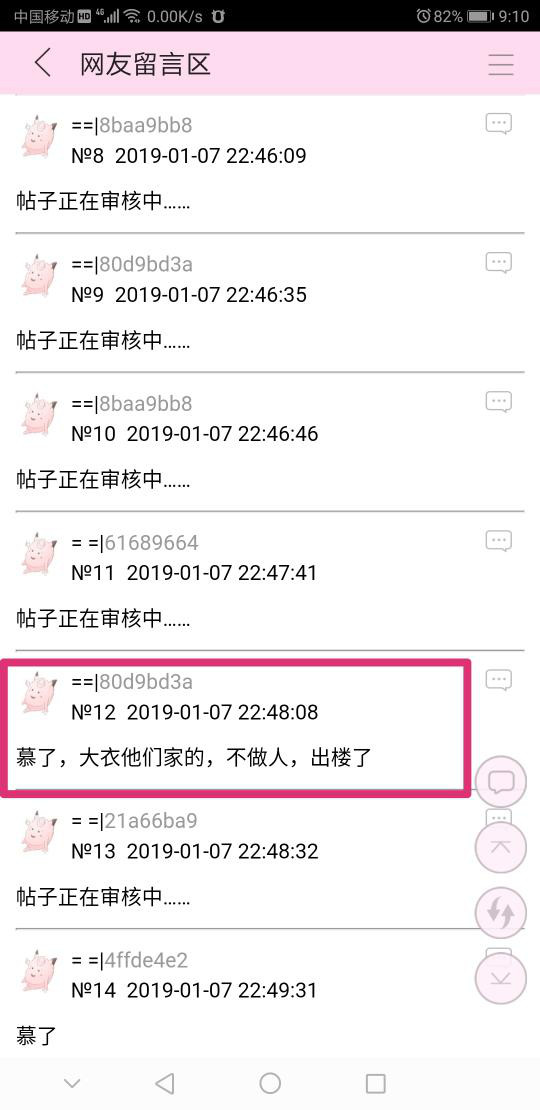 中国移动 HD 4G 0.00K/s 82% 9:10
网友留言区
==|8baa9bb8
№8 2019-01-07 22:46:09
帖子正在审核中......
==|80d9bd3a
№9 2019-01-07 22:46:35
帖子正在审核中......
==|8baa9bb8
№10 2019-01-07 22:46:46
帖子正在审核中......
= =|61689664
№11 2019-01-07 22:47:41
帖子正在审核中......
==|80d9bd3a
№12 2019-01-07 22:48:08
慕了，大衣他们家的，不做人，出楼了
= =|21a66ba9
№13 2019-01-07 22:48:32
帖子正在审核中......
= =|4ffde4e2
№14 2019-01-07 22:49:31
慕了